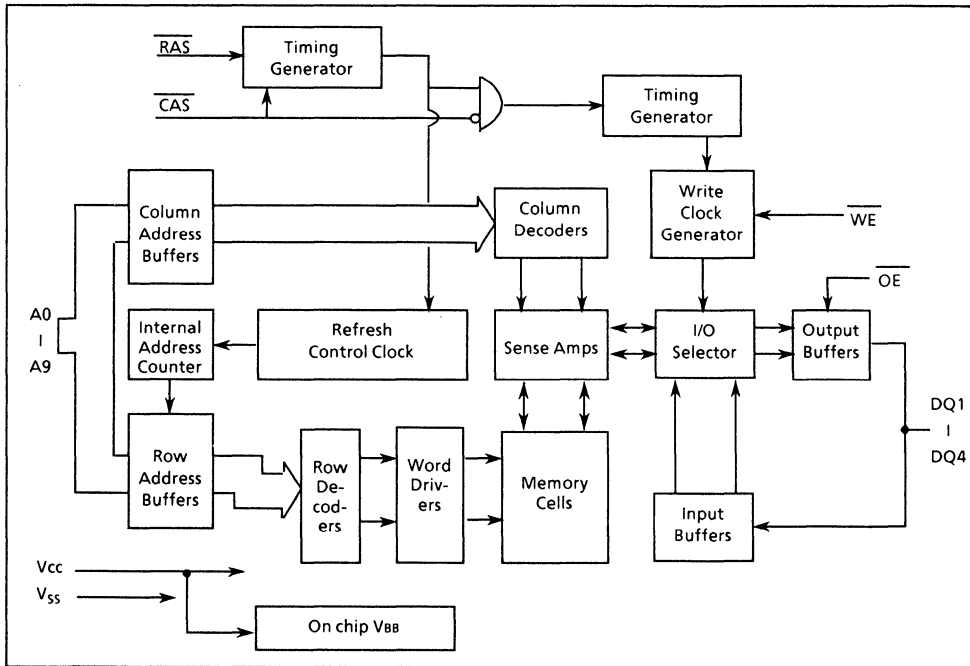 RAS
Timing
Generator
CAS
Timing
Generator
Column
Address
Buffers
Column
Decoders
Write
Clock
Generator
WE
OE
A0
I
A9
Internal
Address
Counter
Refresh
Control Clock
Sense Amps
I/O
Selector
Output
Buffers
DQ1
I
DQ4
Row
Address
Buffers
Row
De-
cod-
ers
Word
Driv-
ers
Memory
Cells
Input
Buffers
Vcc
Vss
On chip VBB